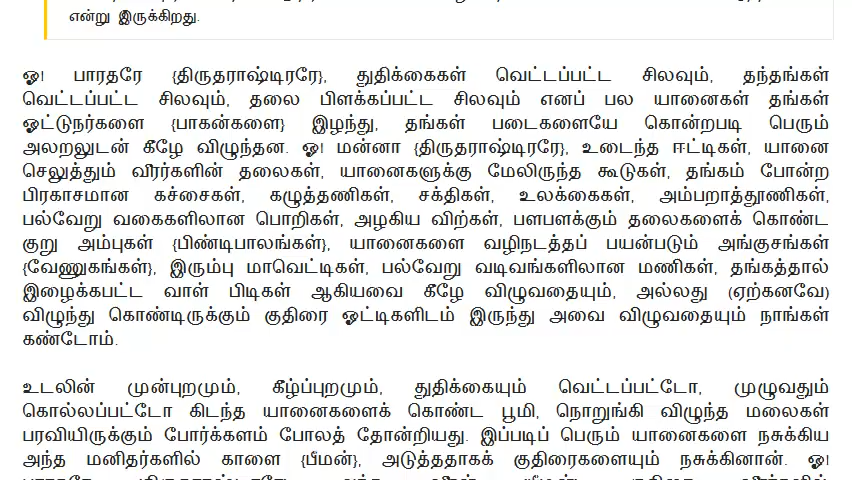 என்று இருக்கிறது.
ஓ! பாரதரே {திருதராஷ்டிரரே}, துதிக்கைகள் வெட்டப்பட்ட சிலவும், தந்தங்கள்
வெட்டப்பட்ட சிலவும், தலை பிளக்கப்பட்ட சிலவும் எனப் பல யானைகள் தங்கள்
ஓட்டுநர்களை {பாகன்களை} இழந்து, தங்கள் படைகளையே கொன்றபடி பெரும்
அலறலுடன் கீழே விழுந்தன. ஓ! மன்னா {திருதராஷ்டிரரே}, உடைந்த ஈட்டிகள், யானை
செலுத்தும் வீரர்களின் தலைகள், யானைகளுக்கு மேலிருந்த கூடுகள், தங்கம் போன்ற
பிரகாசமான கச்சைகள், கழுத்தணிகள், சக்திகள், உலக்கைகள், அம்பறாத்தூணிகள்,
பல்வேறு வகைகளிலான பொறிகள், அழகிய விற்கள், பளபளக்கும் தலைகளைக் கொண்ட
குறு அம்புகள் {பிண்டிபாலங்கள்}, யானைகளை வழிநடத்தப் பயன்படும் அங்குசங்கள்
{வேணுகங்கள்}, இரும்பு மாவெட்டிகள், பல்வேறு வடிவங்களிலான மணிகள், தங்கத்தால்
இழைக்கபட்ட வாள் பிடிகள் ஆகியவை கீழே விழுவதையும், அல்லது (ஏற்கனவே)
விழுந்து கொண்டிருக்கும் குதிரை ஓட்டிகளிடம் இருந்து அவை விழுவதையும் நாங்கள்
கண்டோம்.
உடலின் முன்புறமும், கீழ்ப்புறமும், துதிக்கையும் வெட்டப்பட்டோ, முழுவதும்
கொல்லப்பட்டோ கிடந்த யானைகளைக் கொண்ட பூமி, நொறுங்கி விழுந்த மலைகள்
பரவியிருக்கும் போர்க்களம் போலத் தோன்றியது. இப்படிப் பெரும் யானைகளை நசுக்கிய
அந்த மனிதர்களில் காளை {பீமன்}, அடுத்ததாகக் குதிரைகளையும் நசுக்கினான். ஓ!